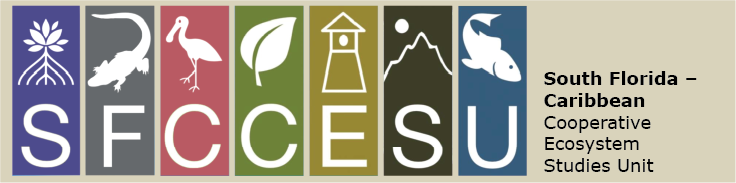 SFCCESU
South Florida –
Caribbean
Cooperative
Ecosystem
Studies Unit